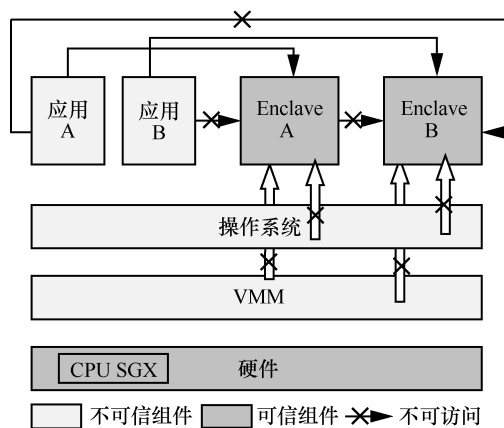 应用
A
应用
B
Enclave
A
Enclave
B
操作系统
VMM
CPU SGX
硬件
不可信组件
可信组件
不可访问